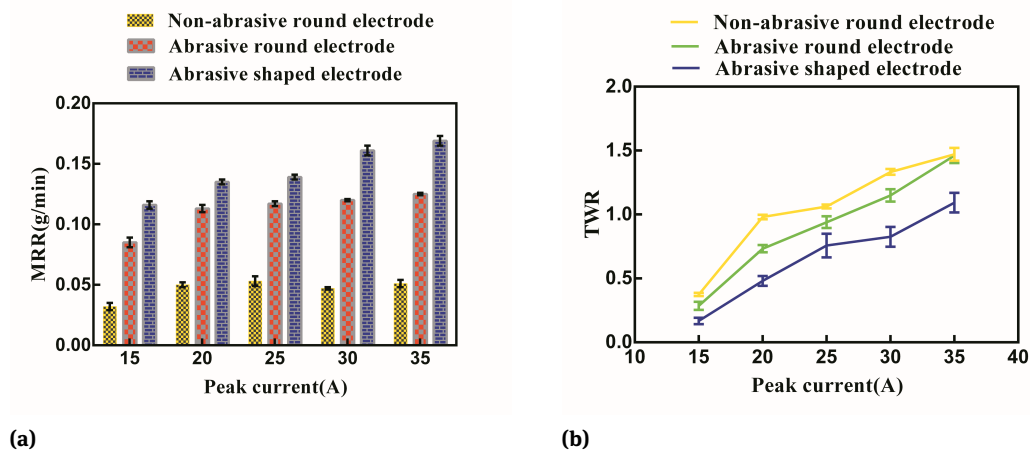 Non-abrasive round electrode
Abrasive round electrode
Abrasive shaped electrode
0.20
0.15
0.10
0.05
0.00
MRR(g/min)
15 20 25 30 35
Peak current(A)
(a)
Non-abrasive round electrode
Abrasive round electrode
Abrasive shaped electrode
2.0
1.5
1.0
0.5
0.0
TWR
10 15 20 25 30 35 40
Peak current(A)
(b)